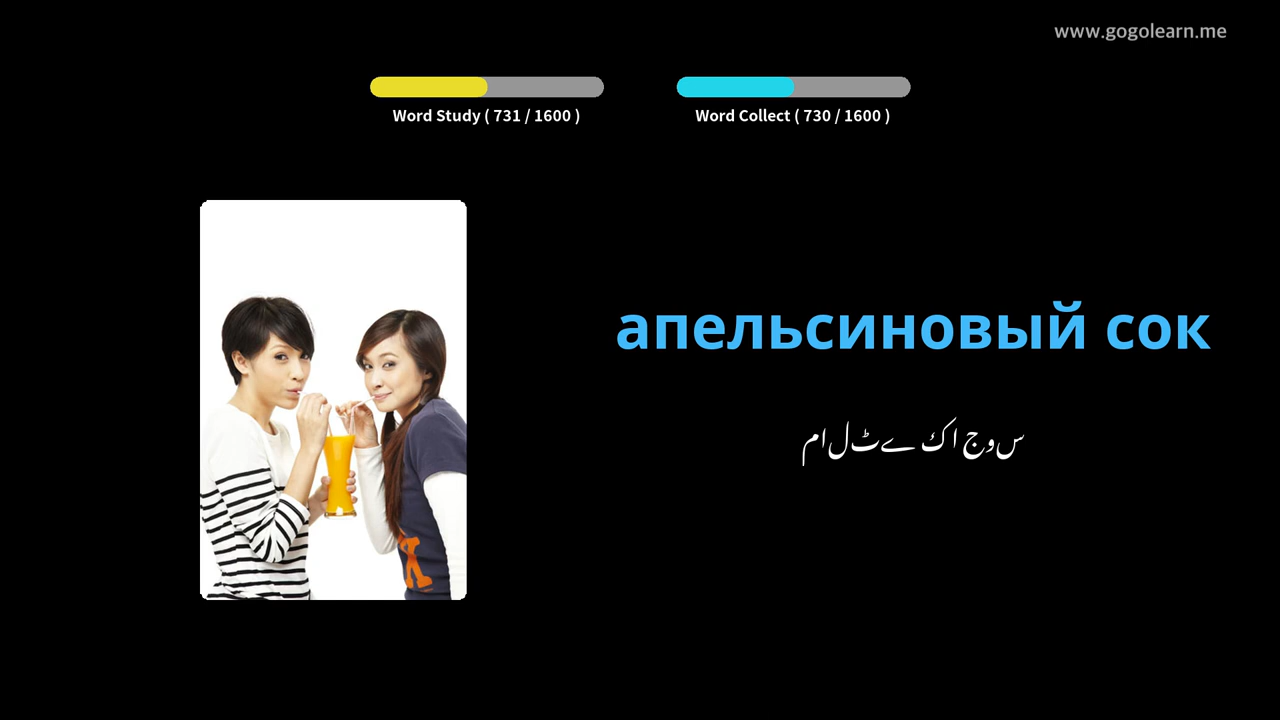 www.gogolearn.me
Word Study ( 731 / 1600 )
Word Collect ( 730 / 1600 )
апельсиновый сок
مالٹے کا جوس